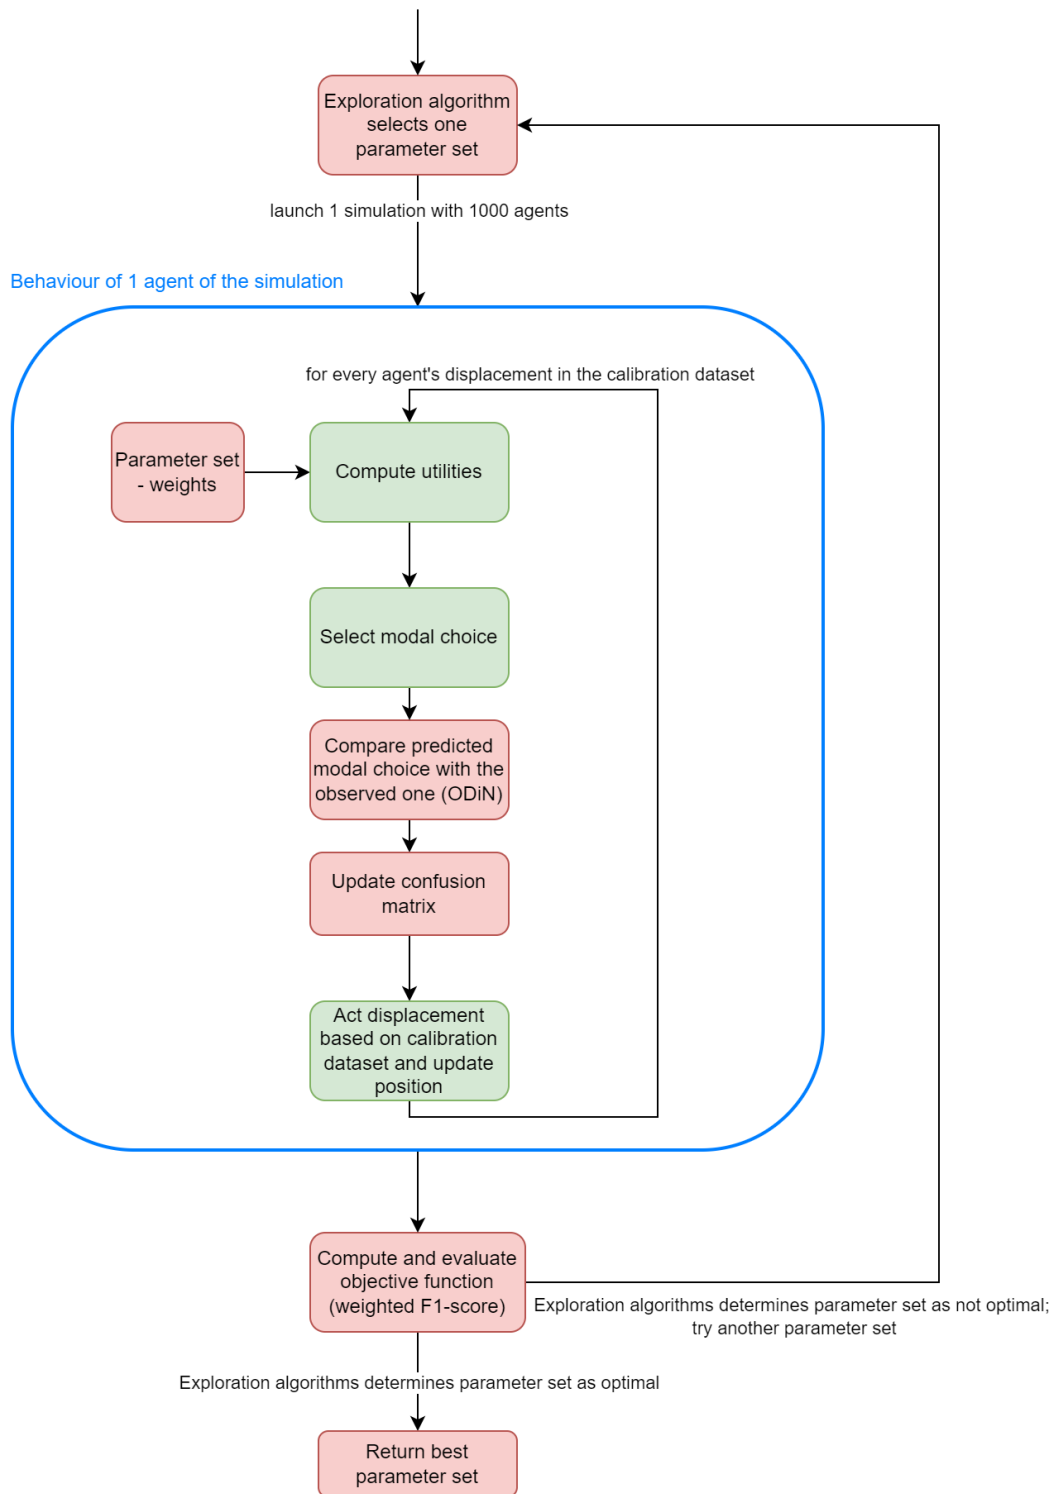 Exploration algorithm
selects one
parameter set
launch 1 simulation with 1000 agents
Behaviour of 1 agent of the simulation
for every agent's displacement in the calibration dataset
Parameter set
- weights
Compute utilities
Select modal choice
Compare predicted
modal choice with the
observed one (ODiN)
Update confusion
matrix
Act displacement
based on calibration
dataset and update
position
Compute and evaluate
objective function
(weighted F1-score)
Exploration algorithms determines parameter set as not optimal;
try another parameter set
Exploration algorithms determines parameter set as optimal
Return best
parameter set